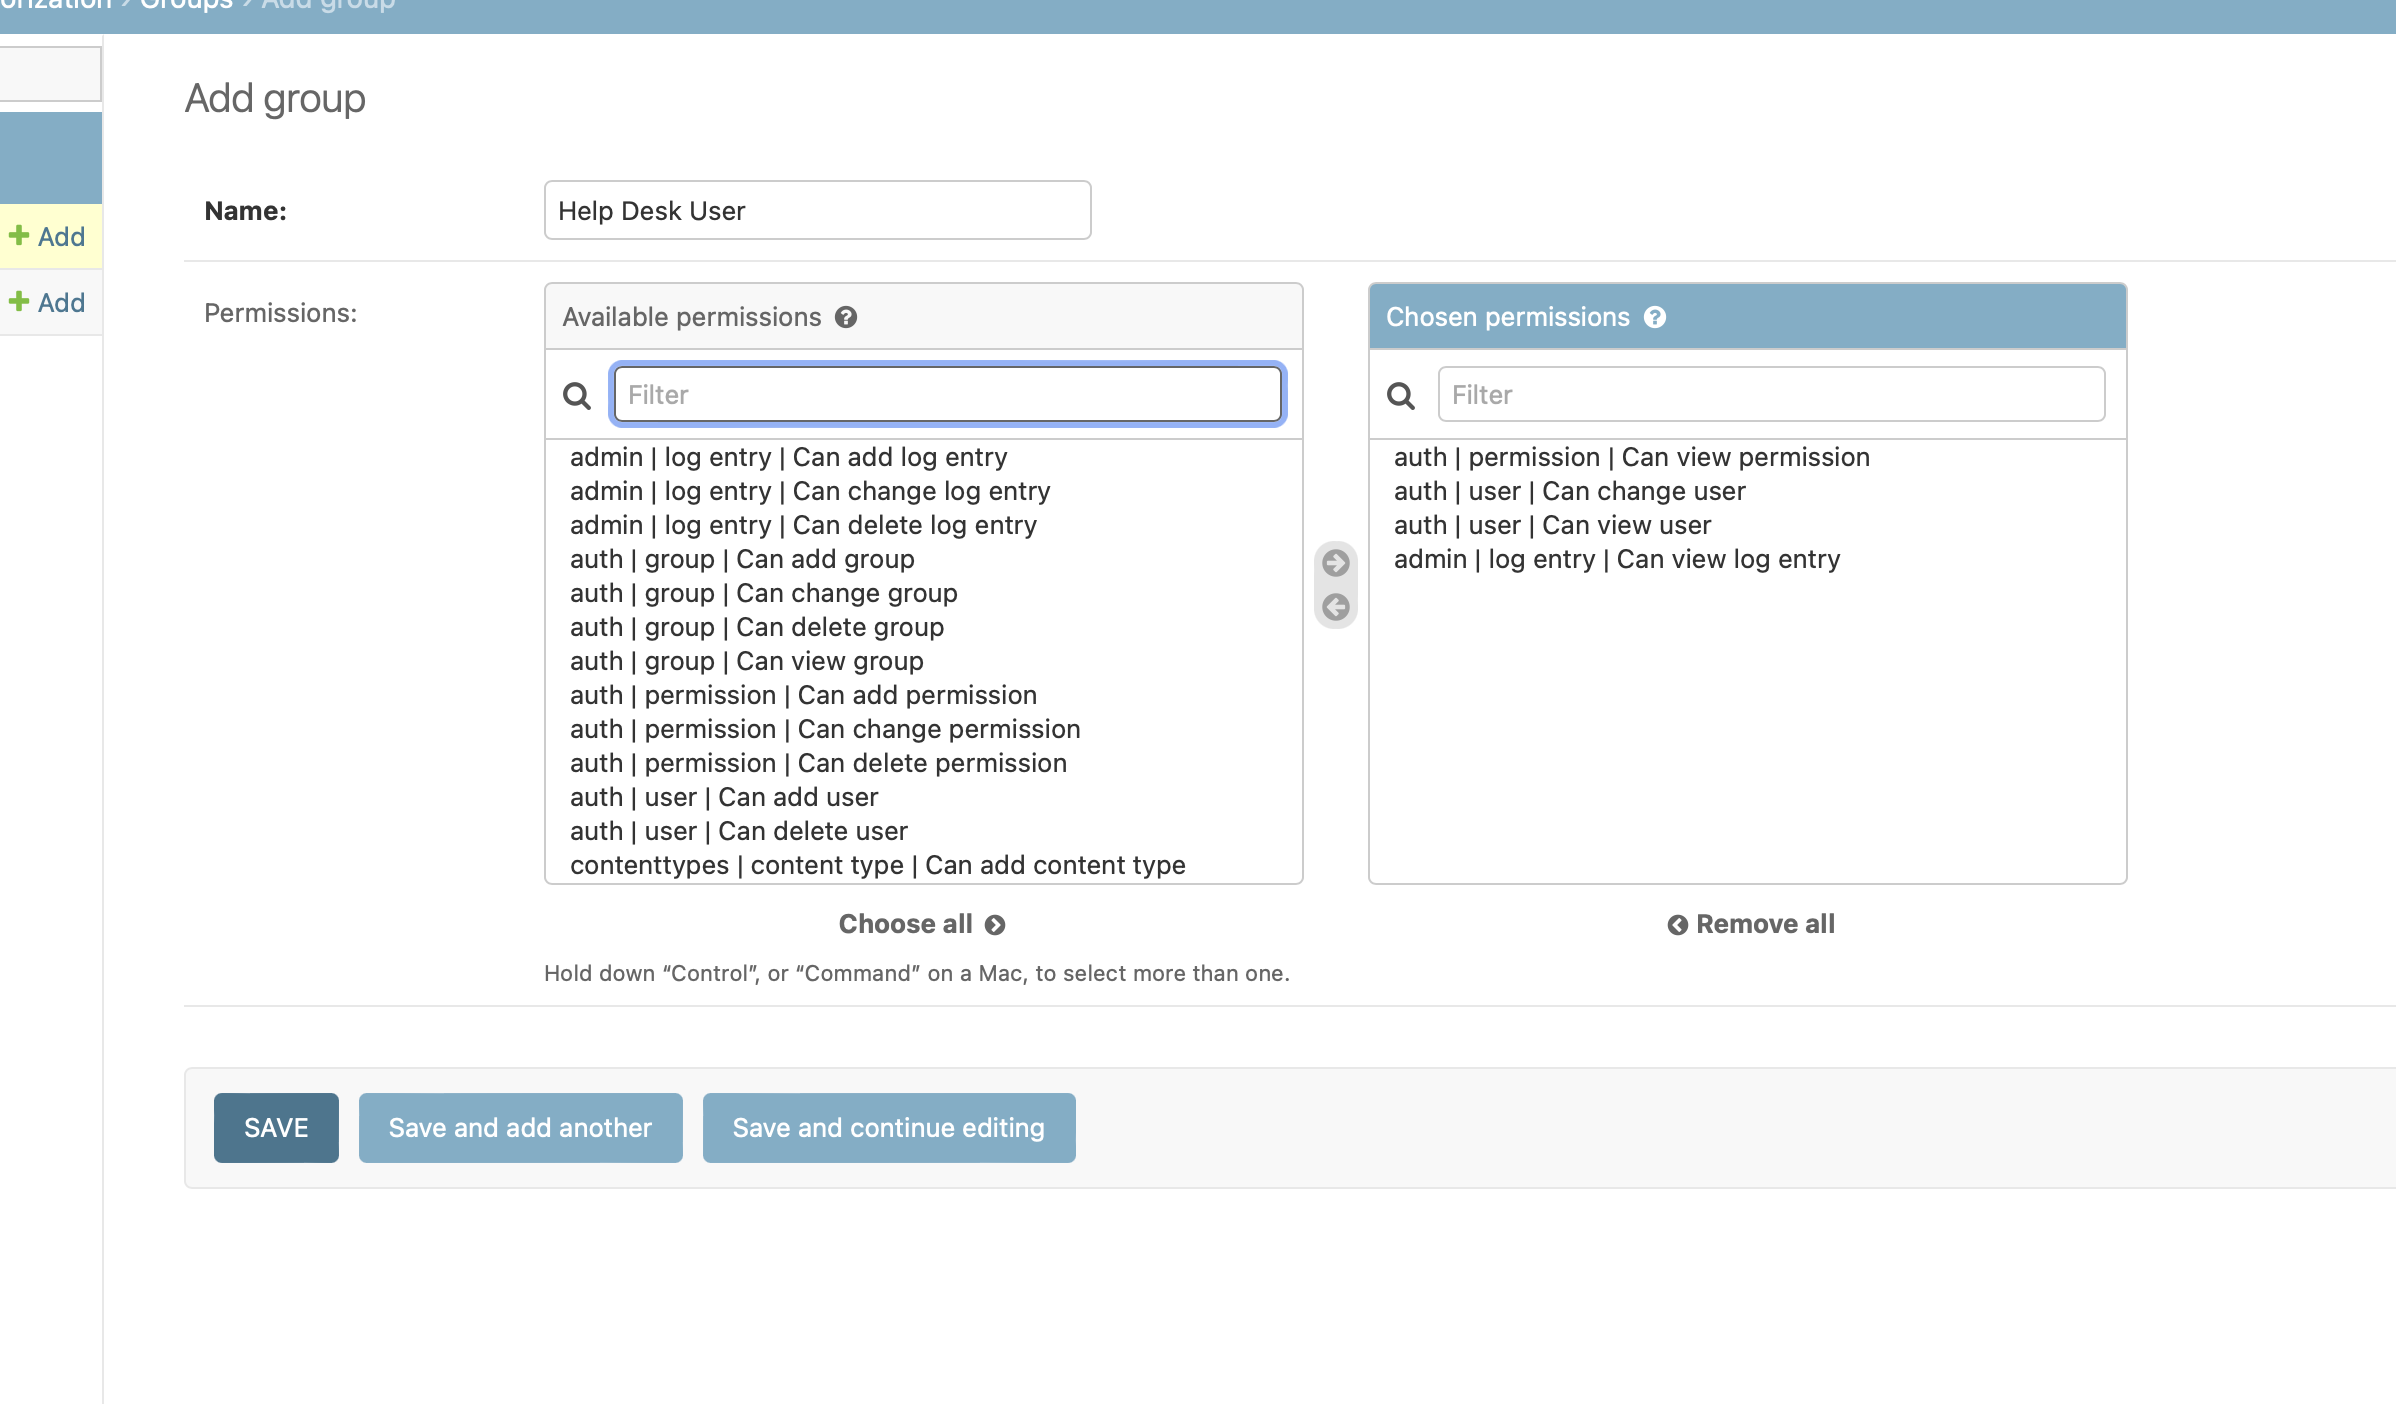 orization › Groups › Add group
Add group
Name:
Help Desk User
Add
Add
Permissions:
Available permissions
Filter
admin | log entry | Can add log entry
admin | log entry | Can change log entry
admin | log entry | Can delete log entry
auth | group | Can add group
auth | group | Can change group
auth | group | Can delete group
auth | group | Can view group
auth | permission | Can add permission
auth | permission | Can change permission
auth | permission | Can delete permission
auth | user | Can add user
auth | user | Can delete user
contenttypes | content type | Can add content type
Choose all
Hold down “Control”, or “Command” on a Mac, to select more than one.
Chosen permissions
Filter
auth | permission | Can view permission
auth | user | Can change user
auth | user | Can view user
admin | log entry | Can view log entry
Remove all
SAVE
Save and add another
Save and continue editing